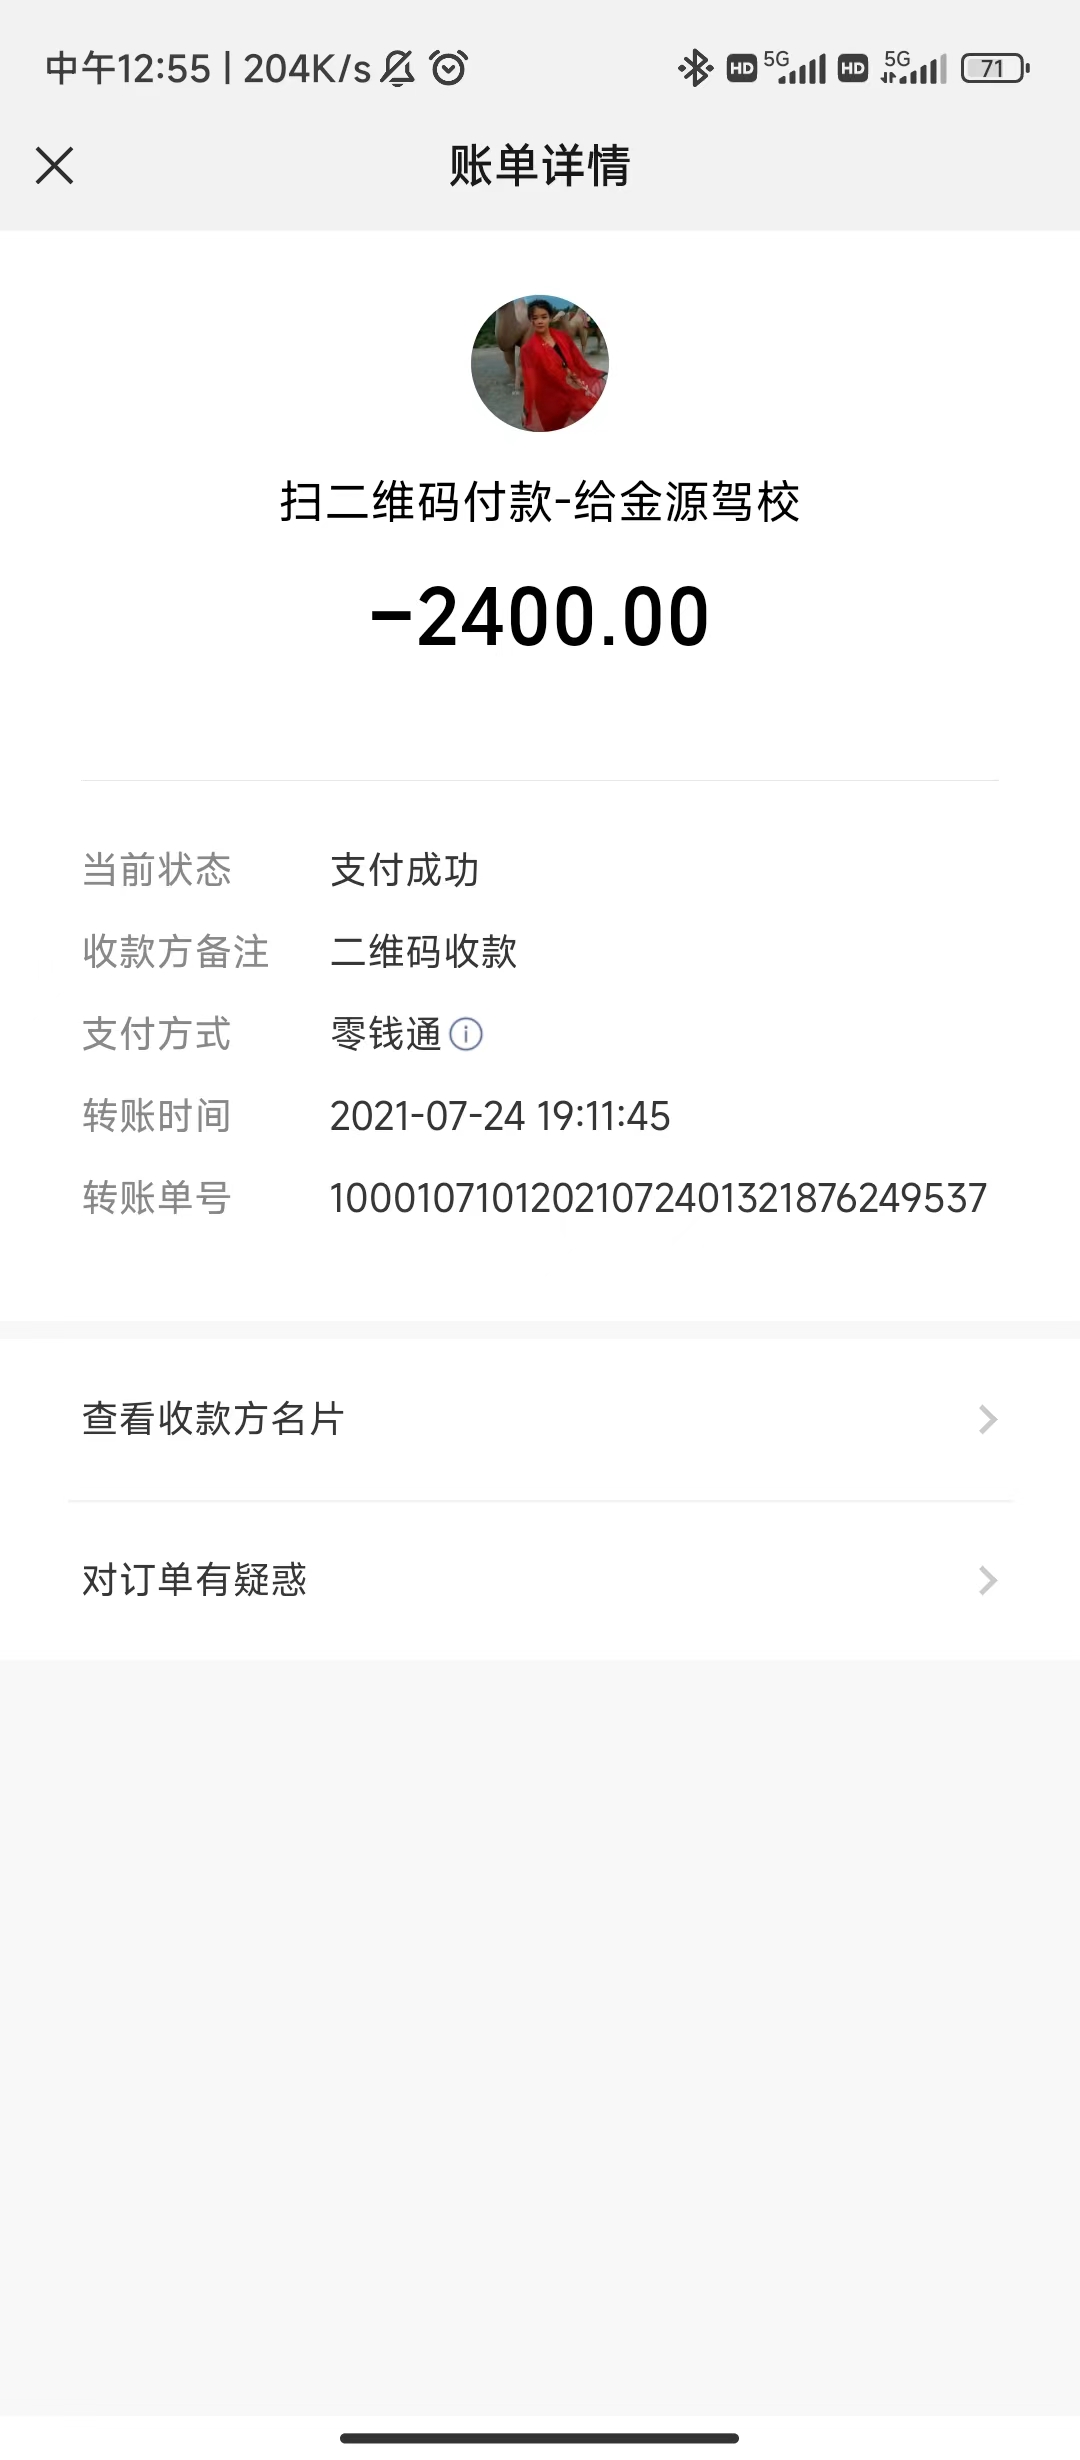 中午12:55 | 204K/s
HD 5G HD 5G 71
账单详情
扫二维码付款-给金源驾校
-2400.00
当前状态 支付成功
收款方备注 二维码收款
支付方式 零钱通
转账时间 2021-07-24 19:11:45
转账单号 10001071012021072401321876249537
查看收款方名片
对订单有疑惑